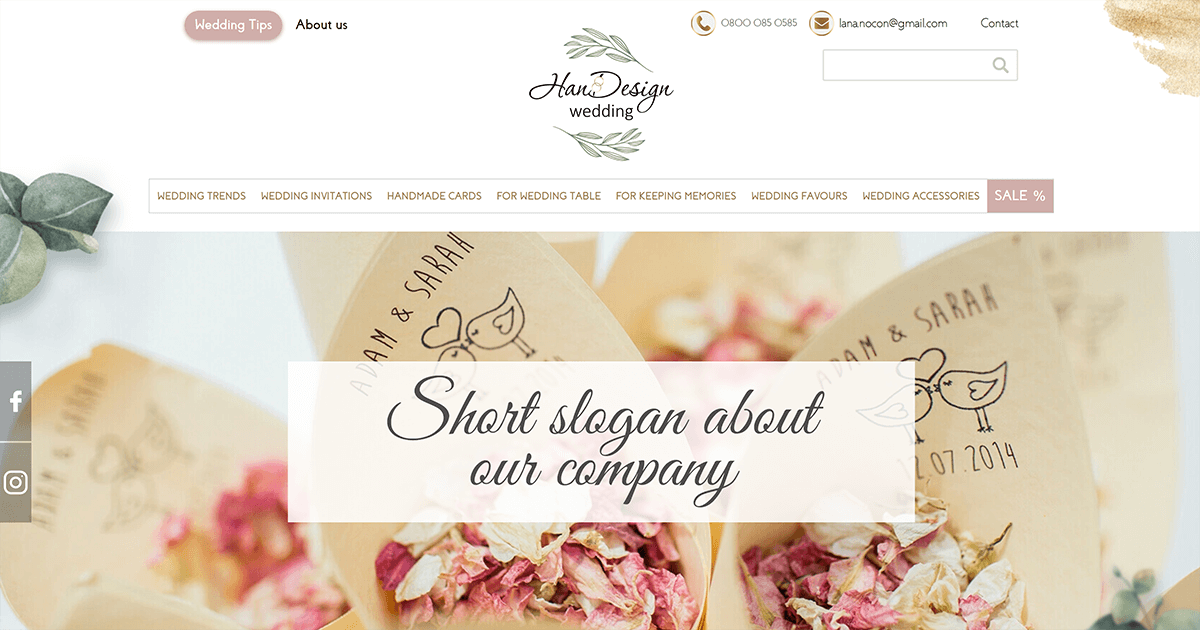 Wedding Tips
About us
0800 085 0585
lana.nocon@gmail.com
Contact
HanDesign
wedding
WEDDING TRENDS
WEDDING INVITATIONS
HANDMADE CARDS
FOR WEDDING TABLE
FOR KEEPING MEMORIES
WEDDING FAVOURS
WEDDING ACCESSORIES
SALE %
ADAM & SARAH
ADAM & SARAH
12.07.2014
ADAM & SARAH
Short slogan about
our company